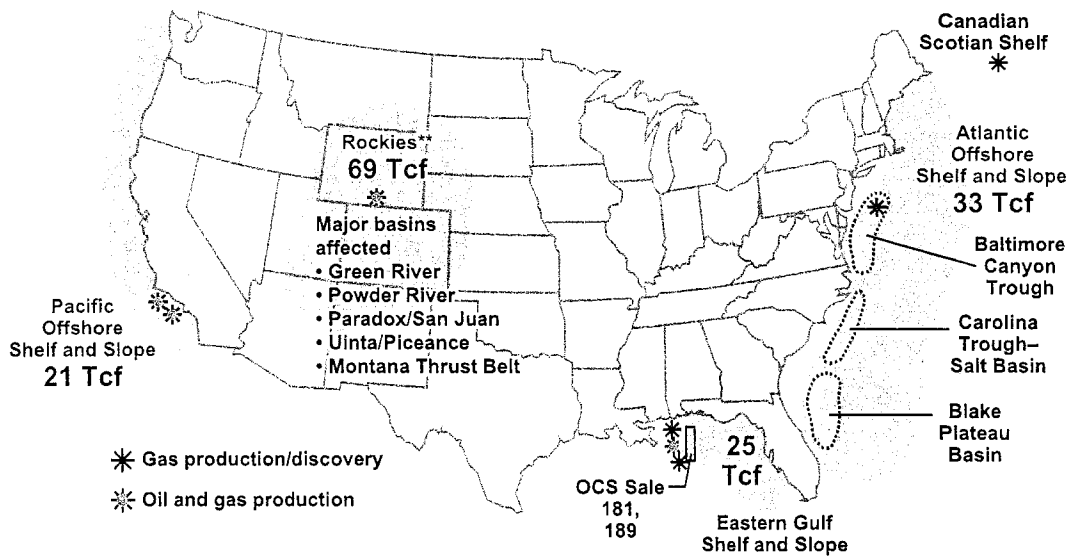 Canadian
Scotian Shelf
Rockies**
69 Tcf
Major basins
affected
• Green River
• Powder River
• Paradox/San Juan
• Uinta/Piceance
• Montana Thrust Belt
Atlantic
Offshore
Shelf and Slope
33 Tcf
Baltimore
Canyon
Trough
Carolina
Trough–
Salt Basin
Blake
Plateau
Basin
Pacific
Offshore
Shelf and Slope
21 Tcf
Gas production/discovery
Oil and gas production
OCS Sale
181,
189
25
Tcf
Eastern Gulf
Shelf and Slope